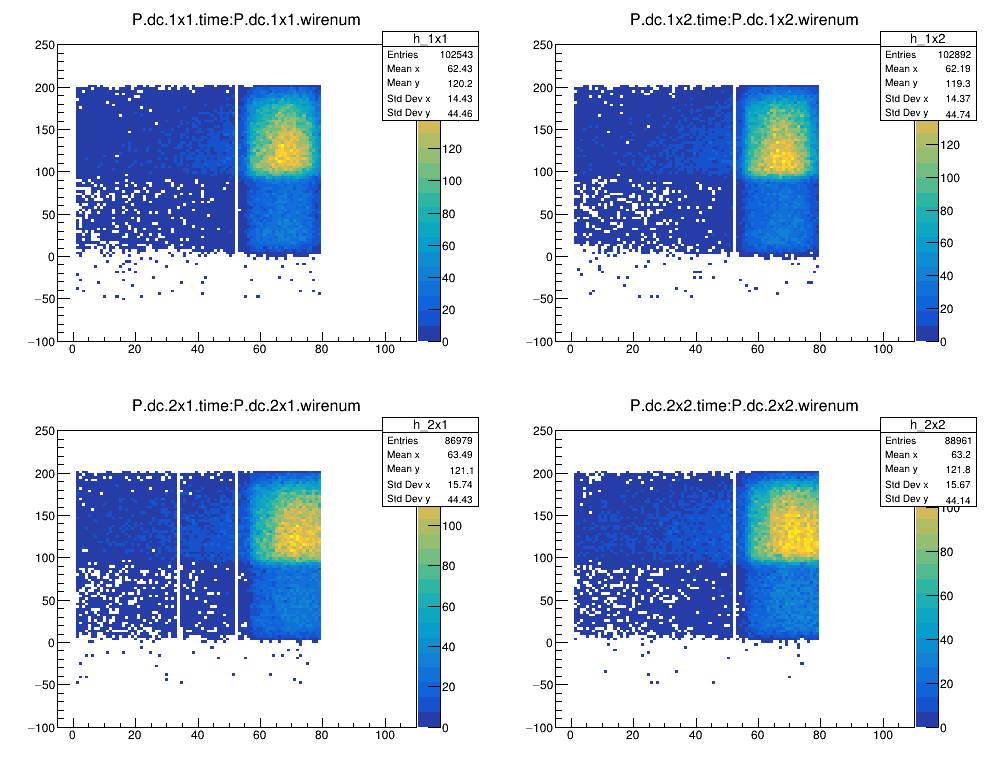 P.dc.1x1.time:P.dc.1x1.wirenum
h_1x1
Entries 102543
Mean x 62.43
Mean y 120.2
Std Dev x 14.43
Std Dev y 44.46
250
200
150
100
50
0
−50
−100
0 20 40 60 80 100
120
100
80
60
40
20
0
P.dc.1x2.time:P.dc.1x2.wirenum
h_1x2
Entries 102892
Mean x 62.19
Mean y 119.3
Std Dev x 14.37
Std Dev y 44.74
250
200
150
100
50
0
−50
−100
0 20 40 60 80 100
120
100
80
60
40
20
0
P.dc.2x1.time:P.dc.2x1.wirenum
h_2x1
Entries 86979
Mean x 63.49
Mean y 121.1
Std Dev x 15.74
Std Dev y 44.43
250
200
150
100
50
0
−50
−100
0 20 40 60 80 100
100
80
60
40
20
0
P.dc.2x2.time:P.dc.2x2.wirenum
h_2x2
Entries 88961
Mean x 63.2
Mean y 121.8
Std Dev x 15.67
Std Dev y 44.14
250
200
150
100
50
0
−50
−100
0 20 40 60 80 100
100
80
60
40
20
0